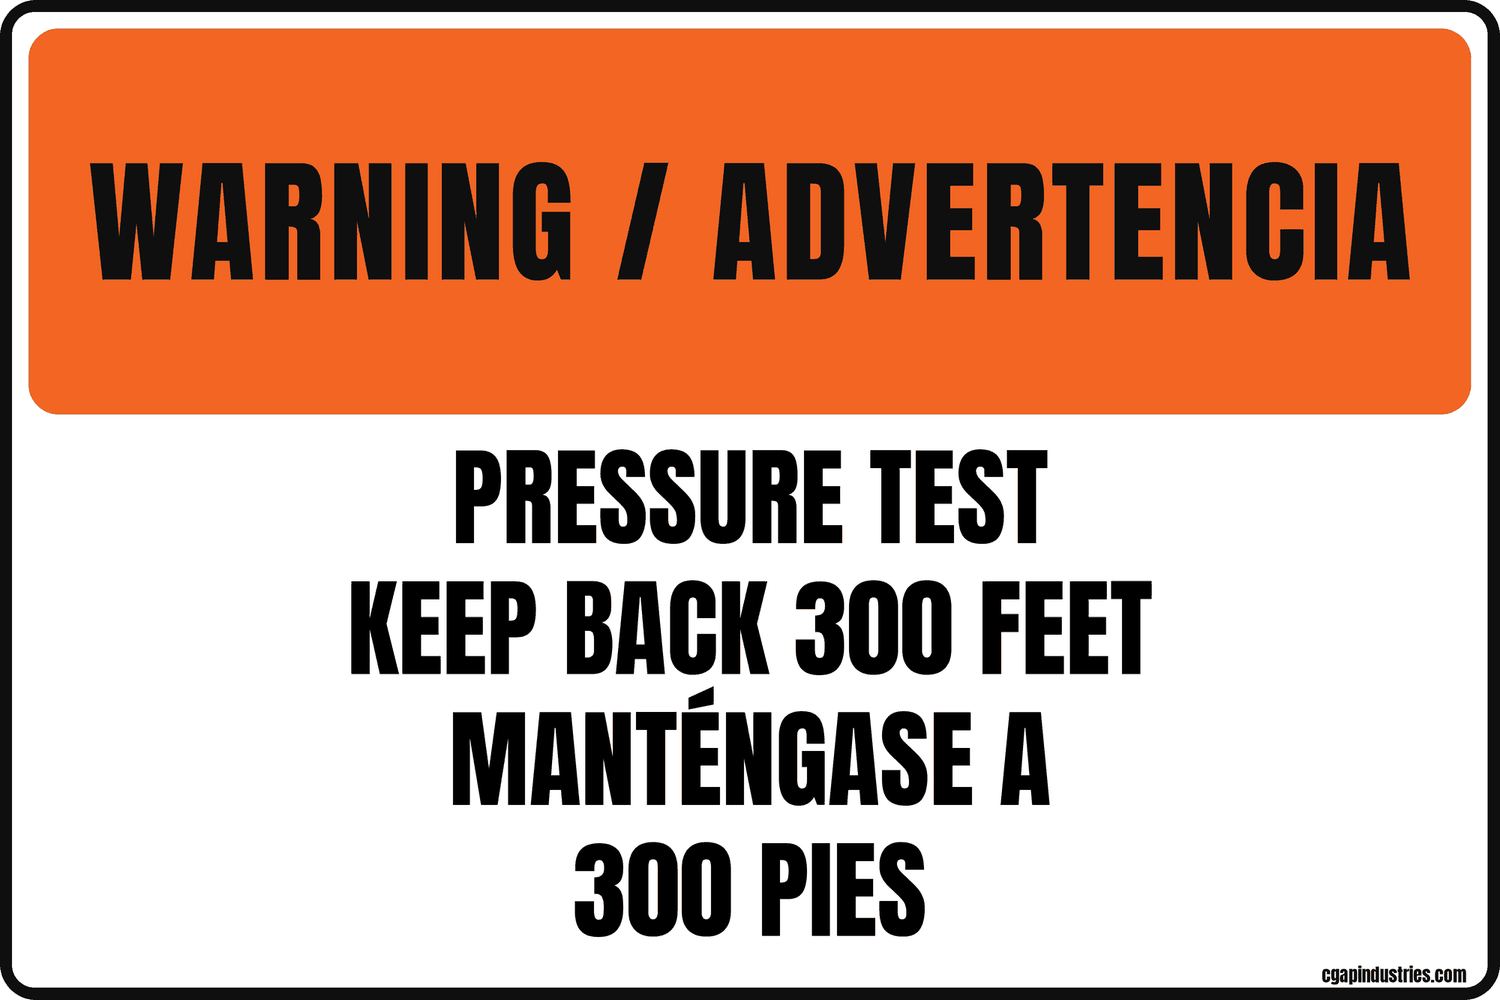 WARNING / ADVERTENCIA
PRESSURE TEST
KEEP BACK 300 FEET
MANTÉNGASE A
300 PIES
cgapindustries.com